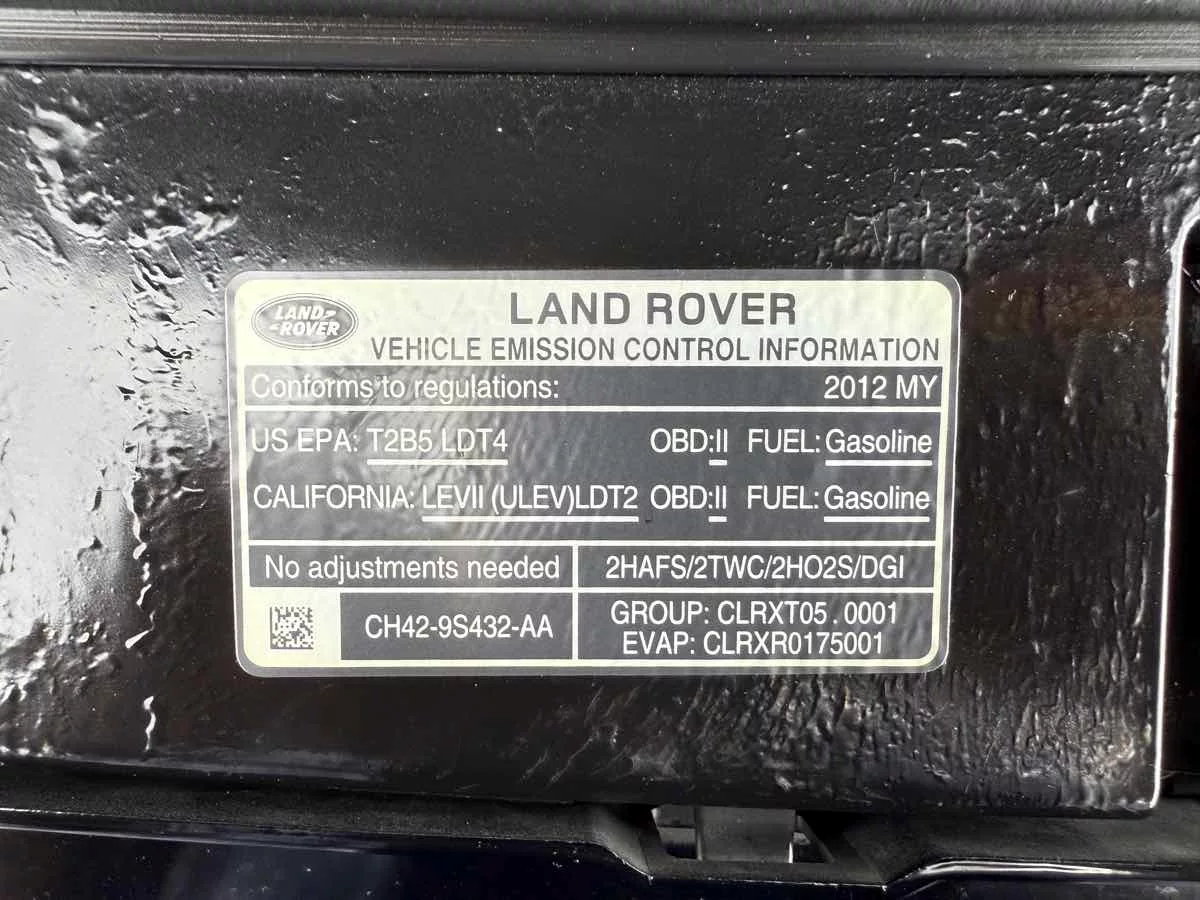 LAND ROVER
LAND ROVER
VEHICLE EMISSION CONTROL INFORMATION
Conforms to regulations: 2012 MY
US EPA: T2B5 LDT4 OBD:II FUEL: Gasoline
CALIFORNIA: LEVII (ULEV)LDT2 OBD:II FUEL: Gasoline
No adjustments needed 2HAFS/2TWC/2HO2S/DGI
CH42-9S432-AA
GROUP: CLRXT05.0001
EVAP: CLRXR0175001